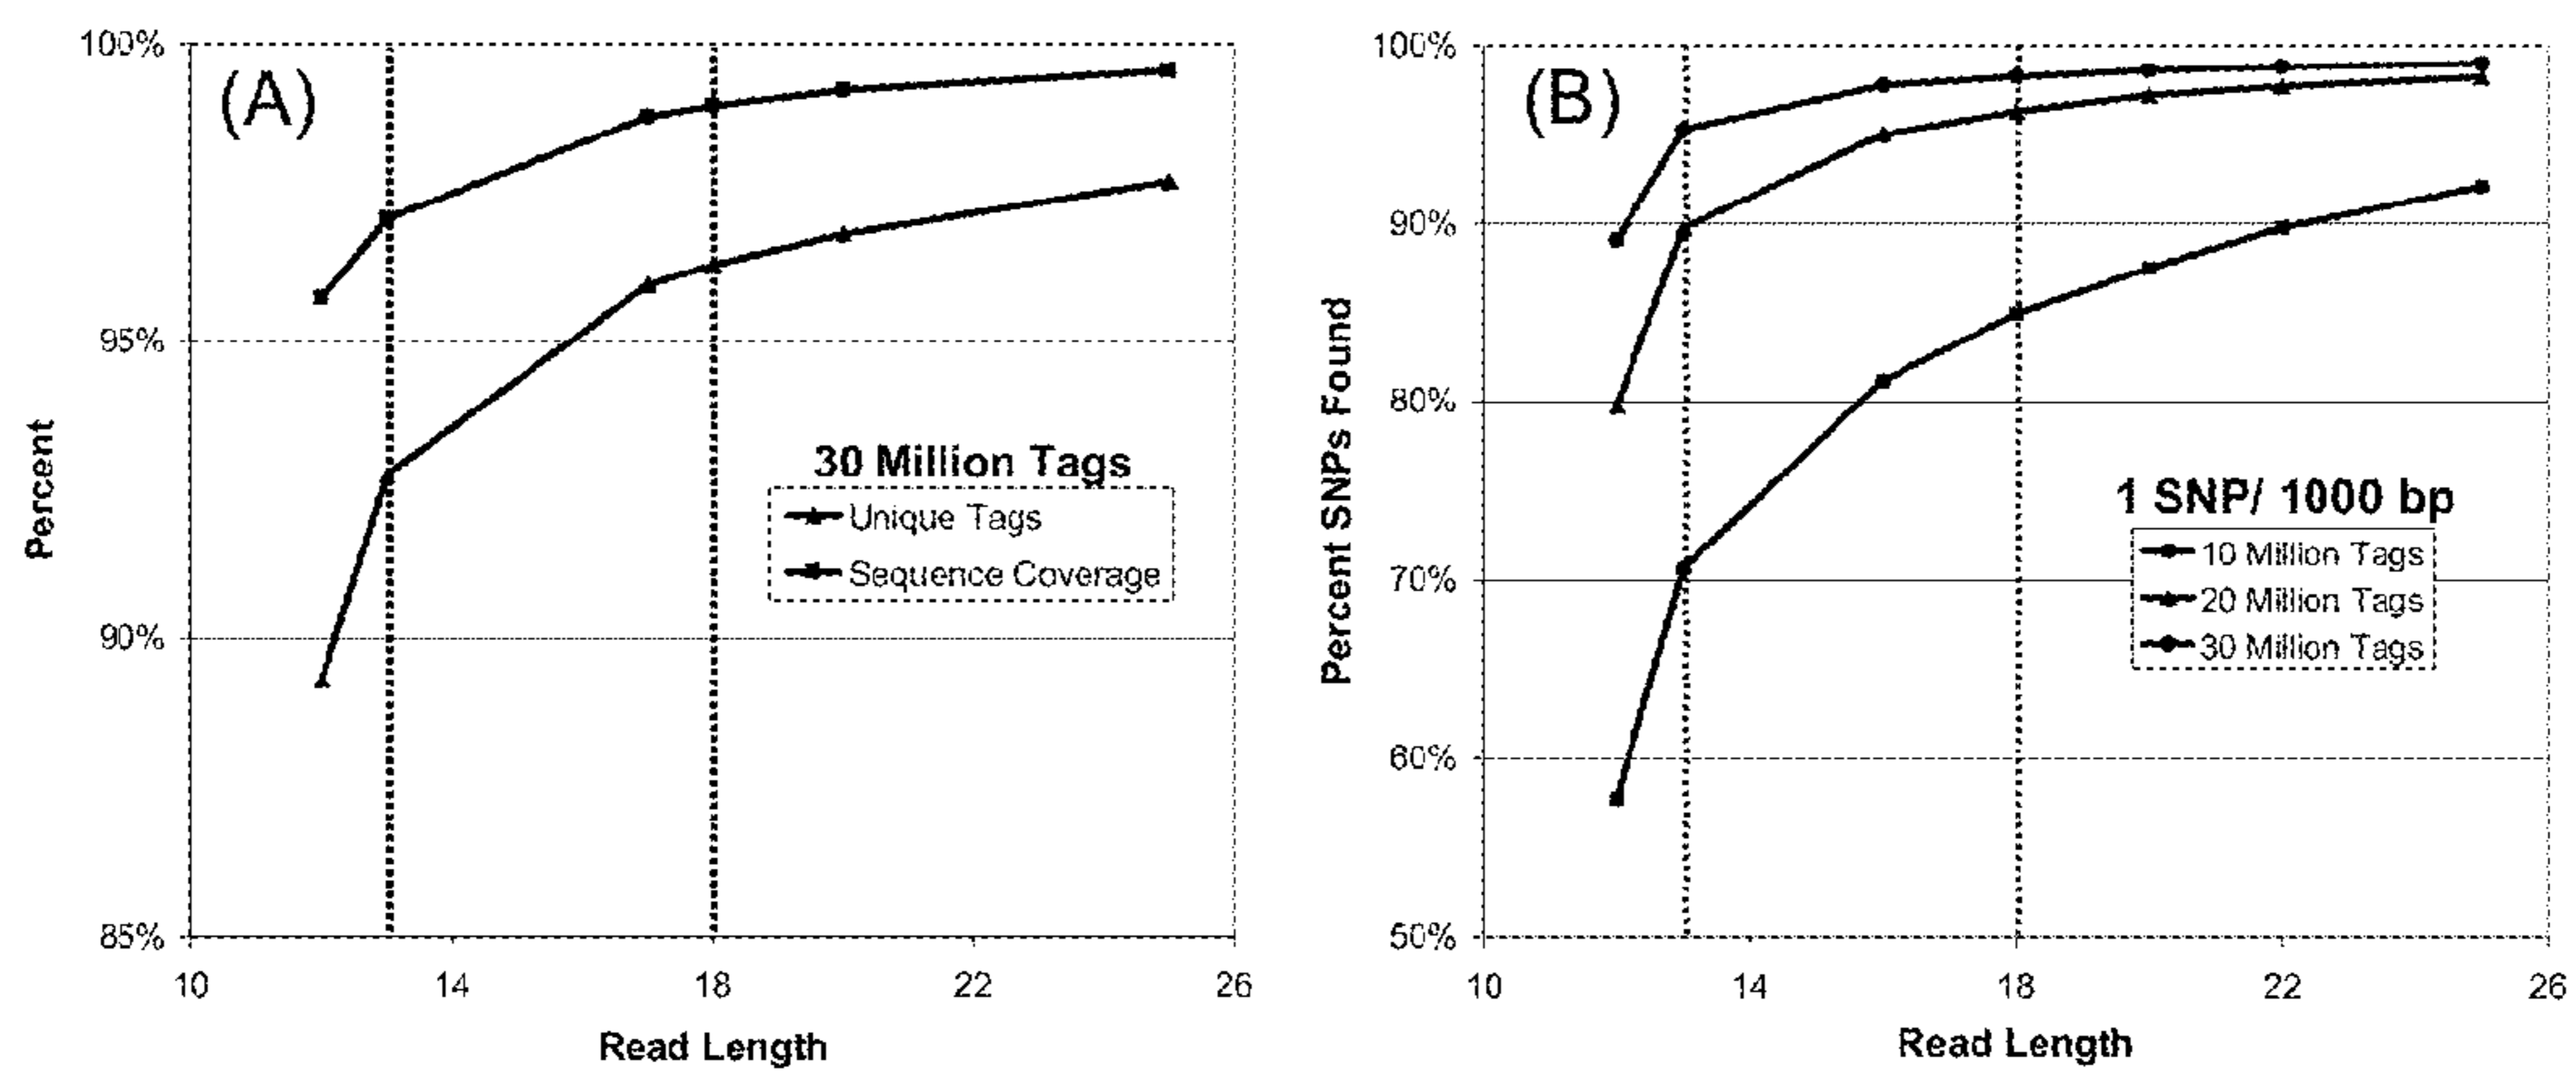 (A)
100%
95%
90%
85%
Percent
30 Million Tags
Unique Tags
Sequence Coverage
10 14 18 22 26
Read Length
(B)
100%
90%
80%
70%
60%
50%
Percent SNPs Found
1 SNP/ 1000 bp
10 Million Tags
20 Million Tags
30 Million Tags
10 14 18 22 26
Read Length